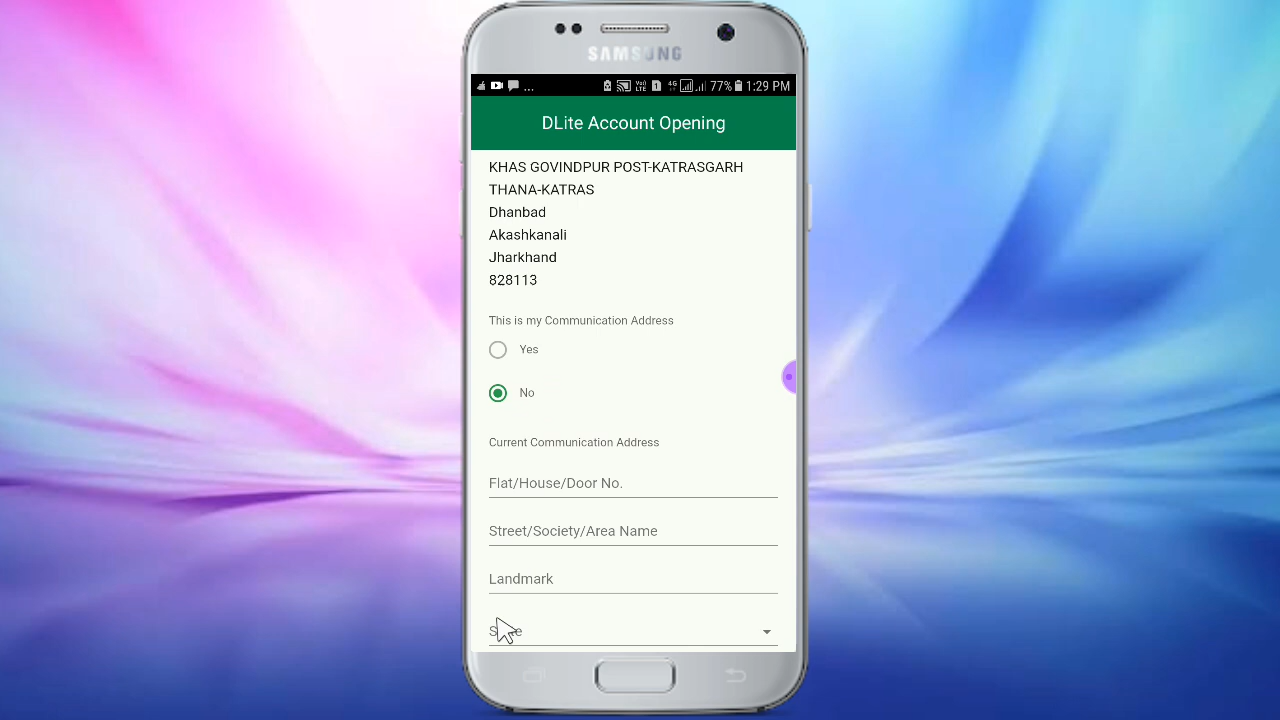 SAMSUNG
... 4G 77% 1:29 PM
DLite Account Opening
KHAS GOVINDPUR POST-KATRASGARH
THANA-KATRAS
Dhanbad
Akashkanali
Jharkhand
828113
This is my Communication Address
Yes
No
Current Communication Address
Flat/House/Door No.
Street/Society/Area Name
Landmark